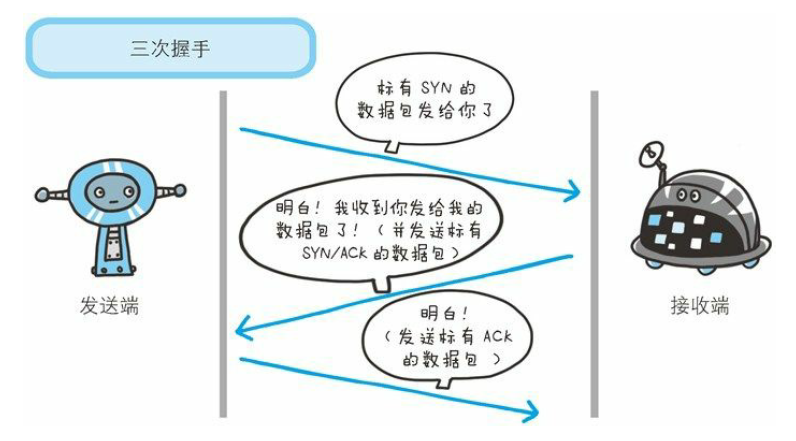 三次握手
标有 SYN 的
数据包发给你了
明白！我收到你发给我的
数据包了！（并发送标有
SYN/ACK 的数据包）
发送端
接收端
明白！
（发送标有 ACK
的数据包）